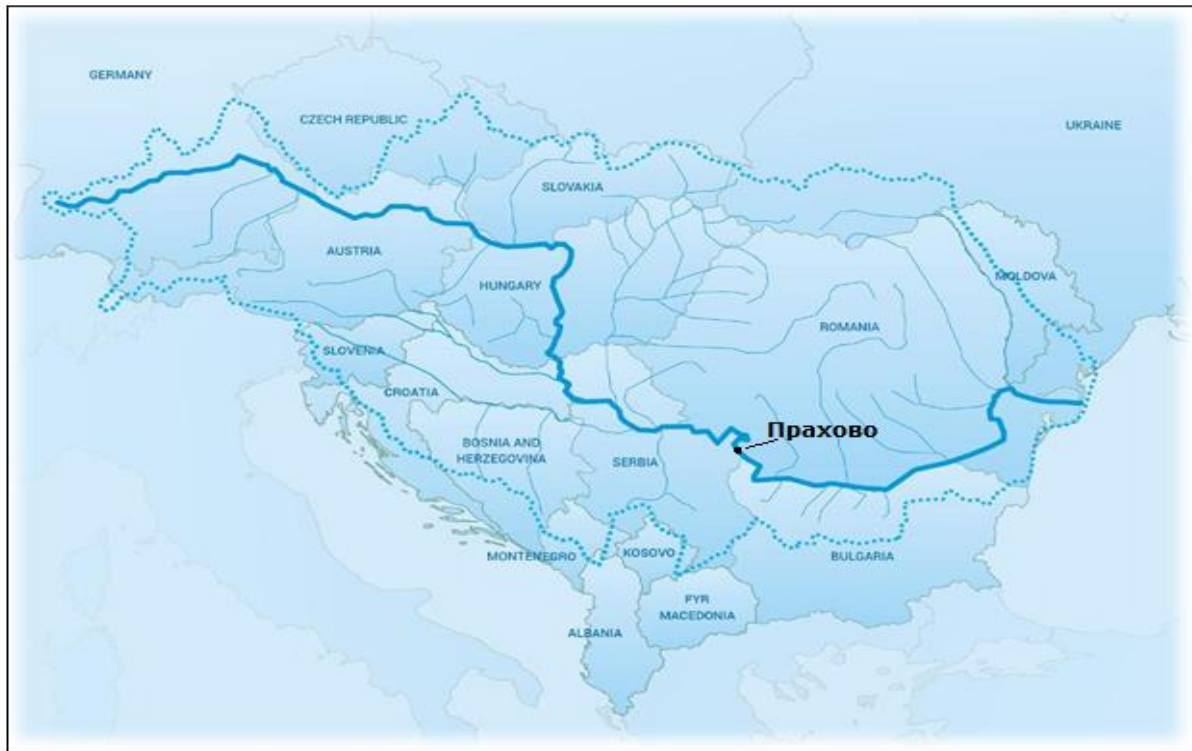 GERMANY
CZECH REPUBLIC
UKRAINE
SLOVAKIA
AUSTRIA
MOLDOVA
HUNGARY
ROMANIA
SLOVENIA
CROATIA
Прахово
BOSNIA AND
HERZEGOVINA
SERBIA
MONTENEGRO
KOSOVO
BULGARIA
FYR
MACEDONIA
ALBANIA